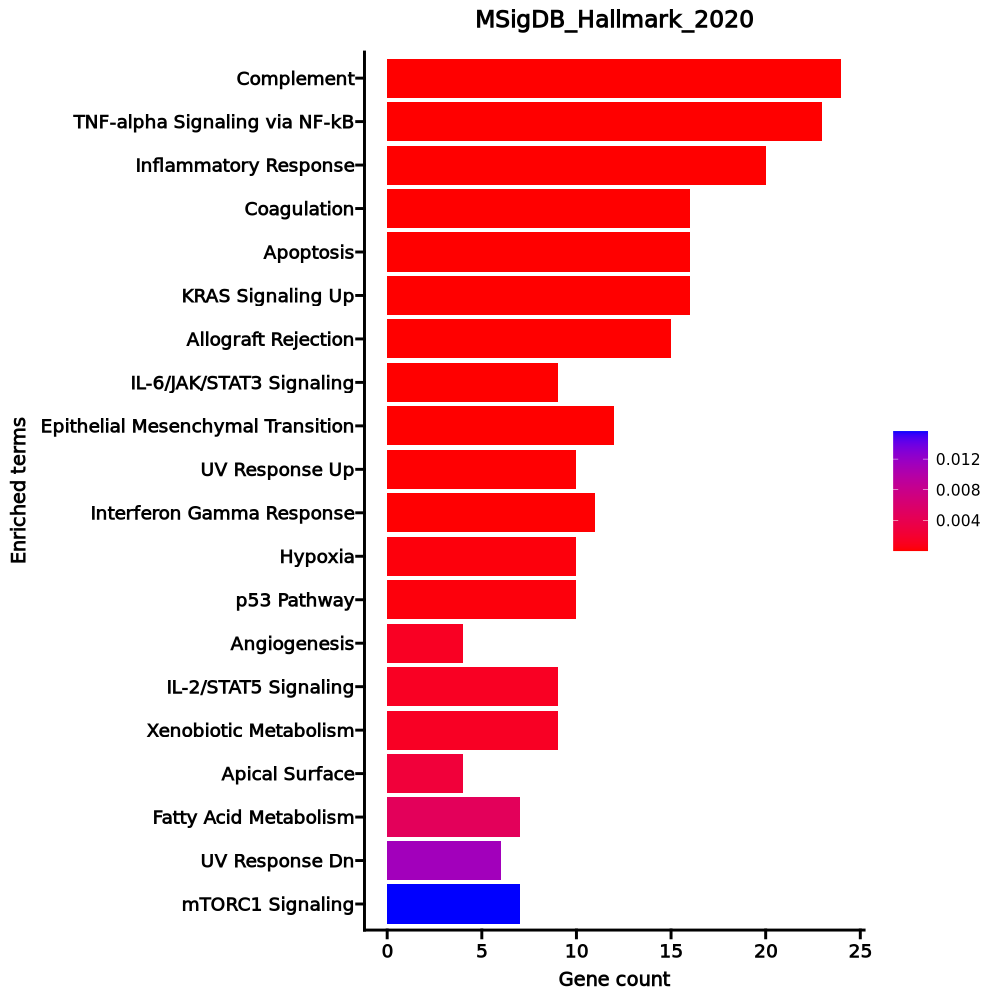 MSigDB_Hallmark_2020
Complement
TNF-alpha Signaling via NF-kB
Inflammatory Response
Coagulation
Apoptosis
KRAS Signaling Up
Allograft Rejection
IL-6/JAK/STAT3 Signaling
Epithelial Mesenchymal Transition
UV Response Up
Interferon Gamma Response
Hypoxia
p53 Pathway
Angiogenesis
IL-2/STAT5 Signaling
Xenobiotic Metabolism
Apical Surface
Fatty Acid Metabolism
UV Response Dn
mTORC1 Signaling
Enriched terms
0 5 10 15 20 25
Gene count
0.012
0.008
0.004